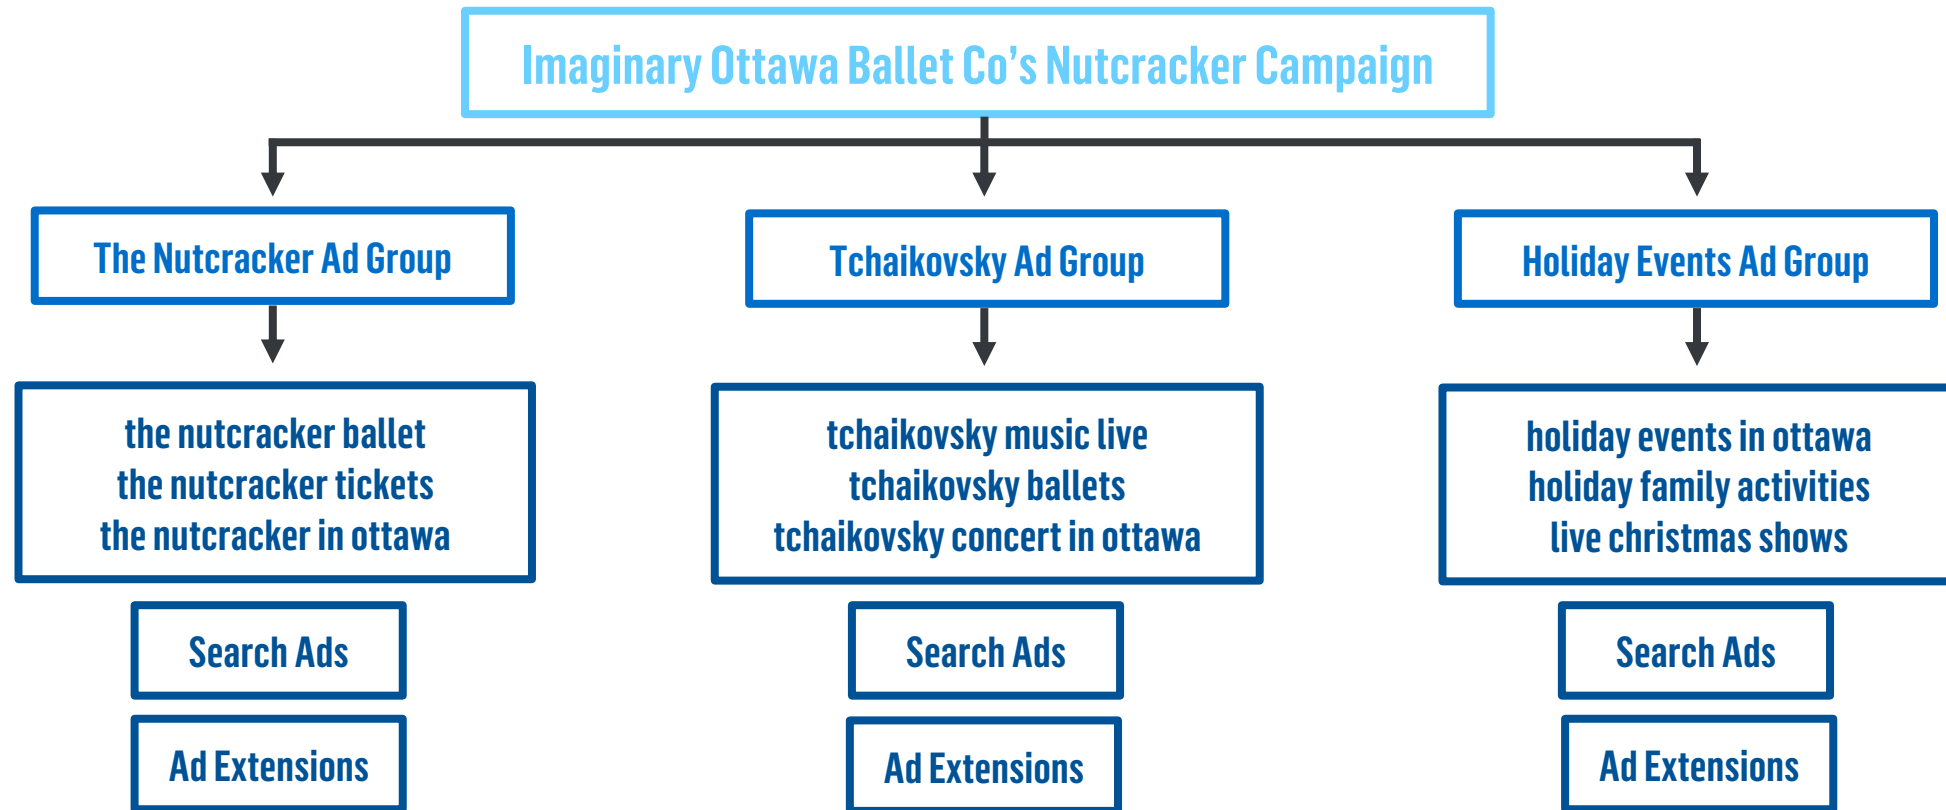 Imaginary Ottawa Ballet Co’s Nutcracker Campaign
The Nutcracker Ad Group
Tchaikovsky Ad Group
Holiday Events Ad Group
the nutcracker ballet
the nutcracker tickets
the nutcracker in ottawa
tchaikovsky music live
tchaikovsky ballets
tchaikovsky concert in ottawa
holiday events in ottawa
holiday family activities
live christmas shows
Search Ads
Search Ads
Search Ads
Ad Extensions
Ad Extensions
Ad Extensions